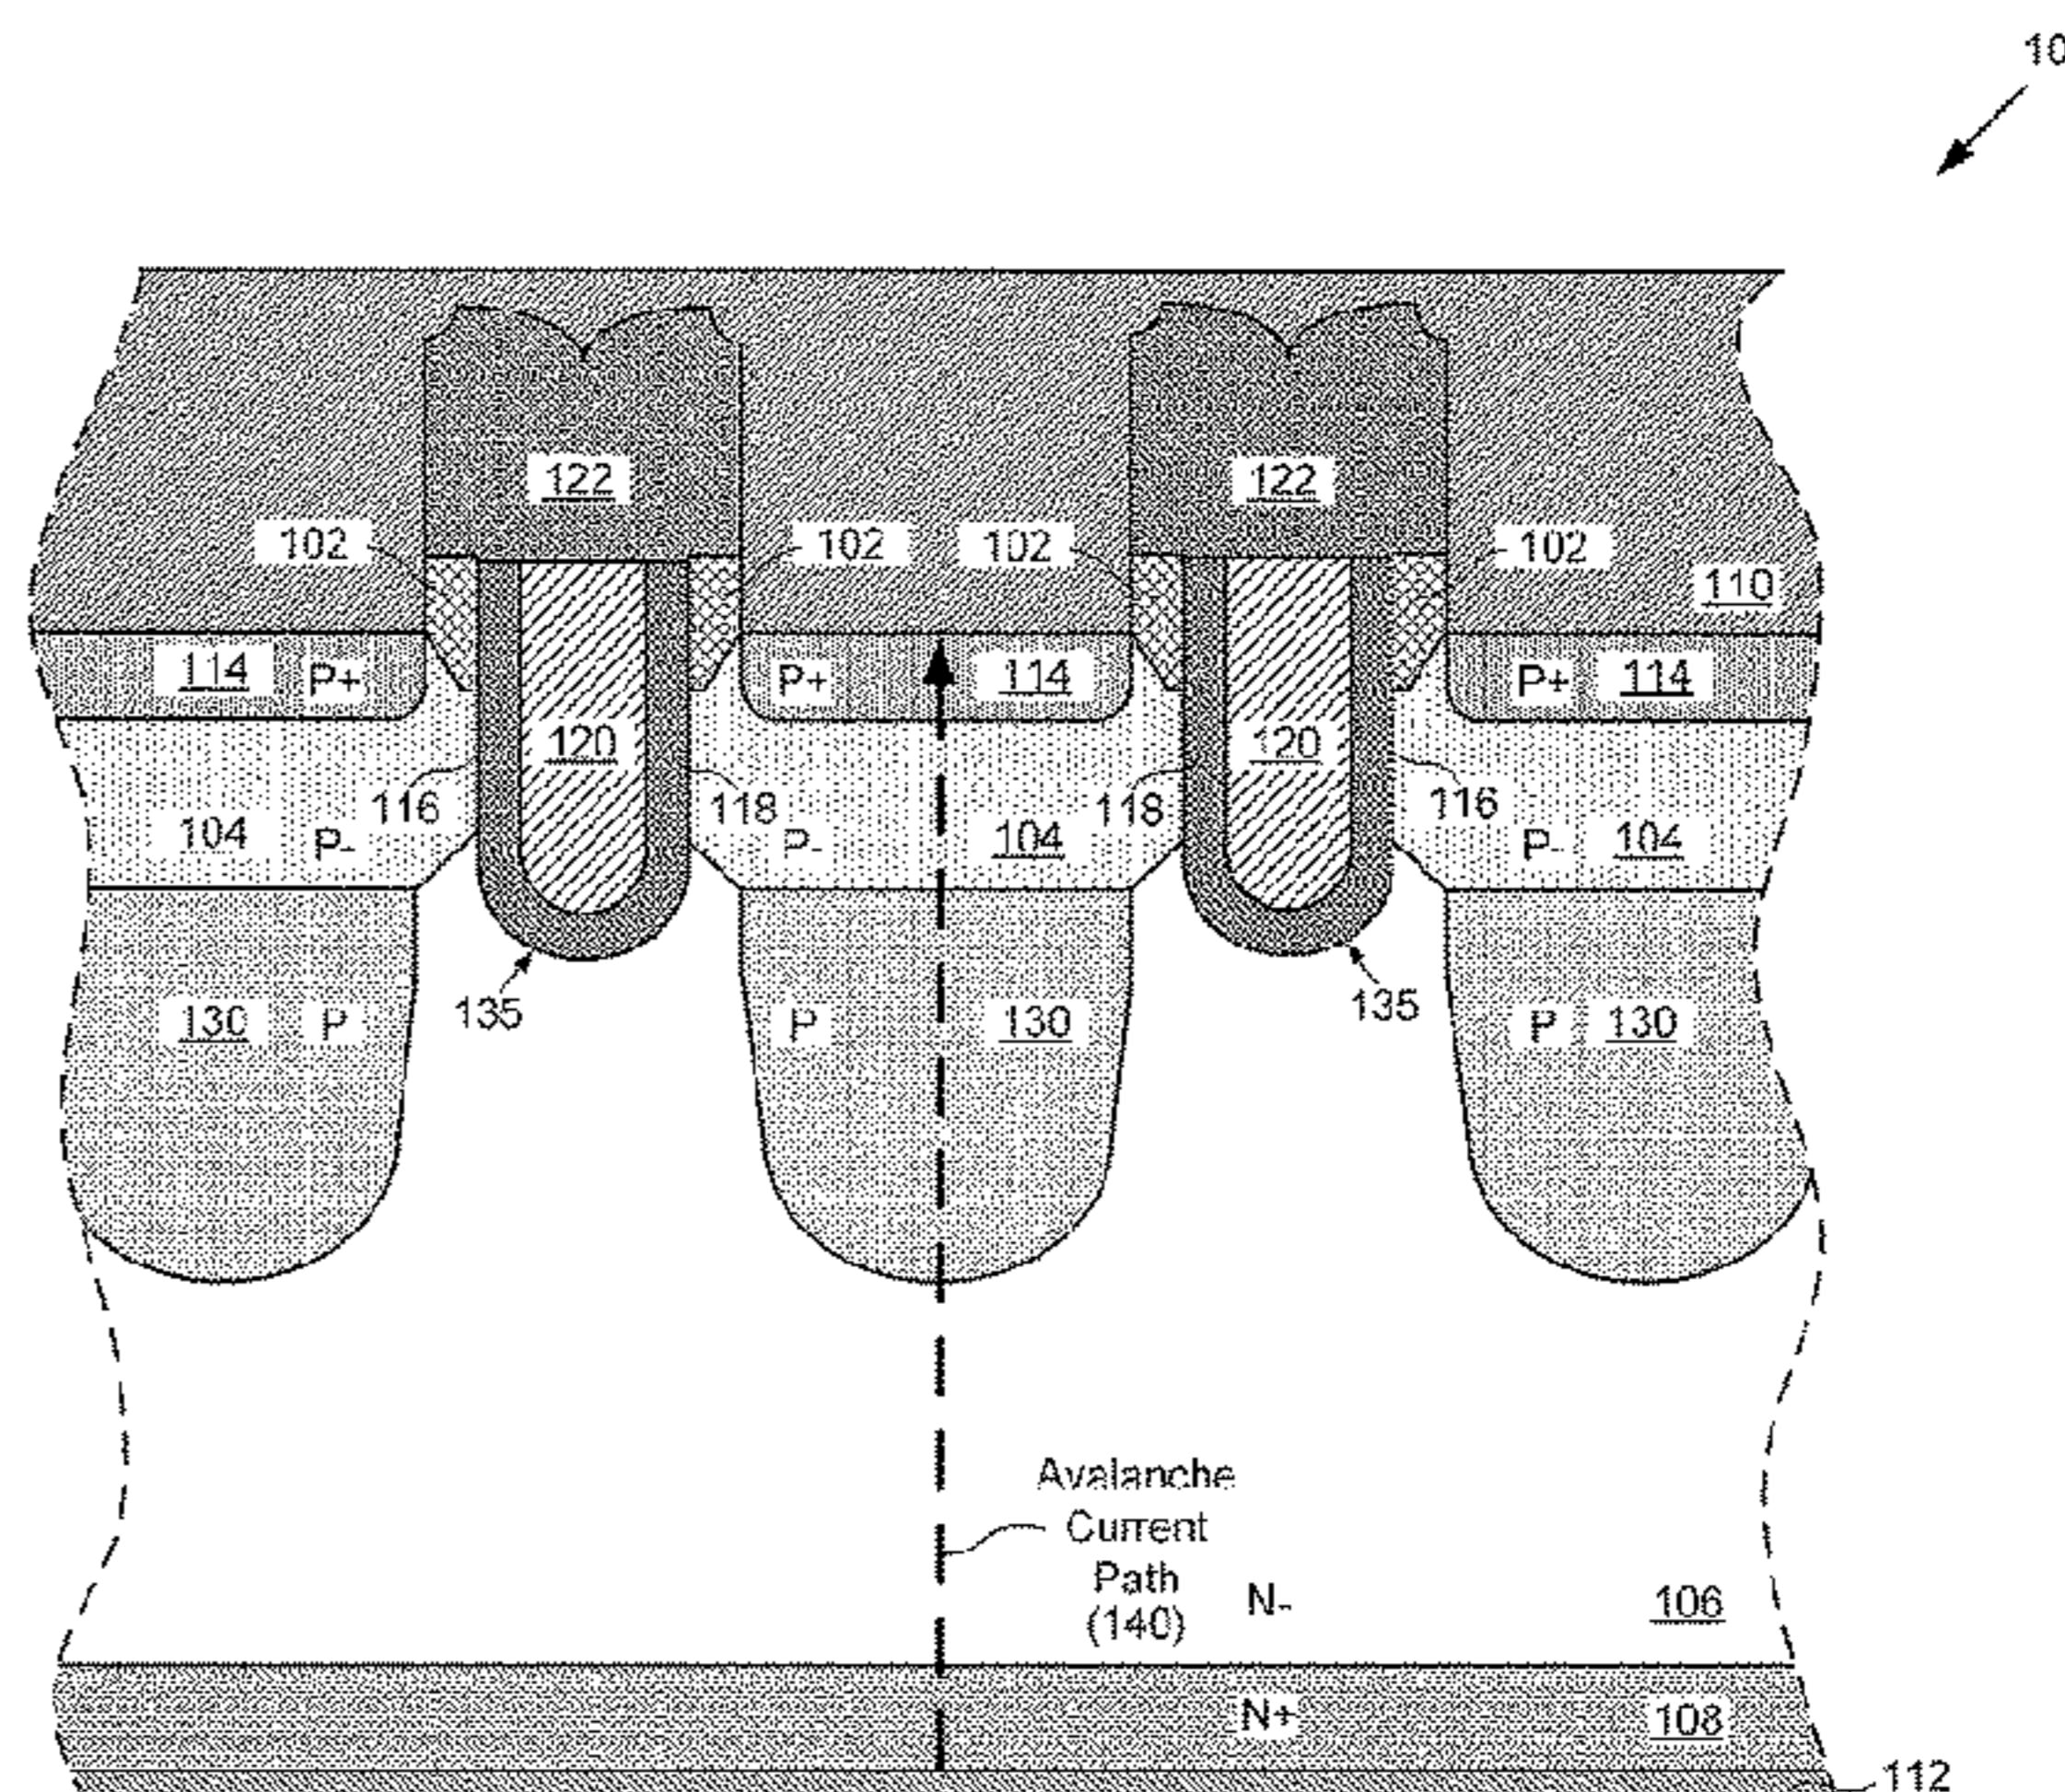 10
122 122
102 102 102 102
110
114 P+ P+ 114 P+ 114
120 120
116 118 118 116
104 P- P- 104 P- 104
135 135
130 P P 130 P 130
Avalanche
Current
Path
(140)
N-
106
N+ 108
112